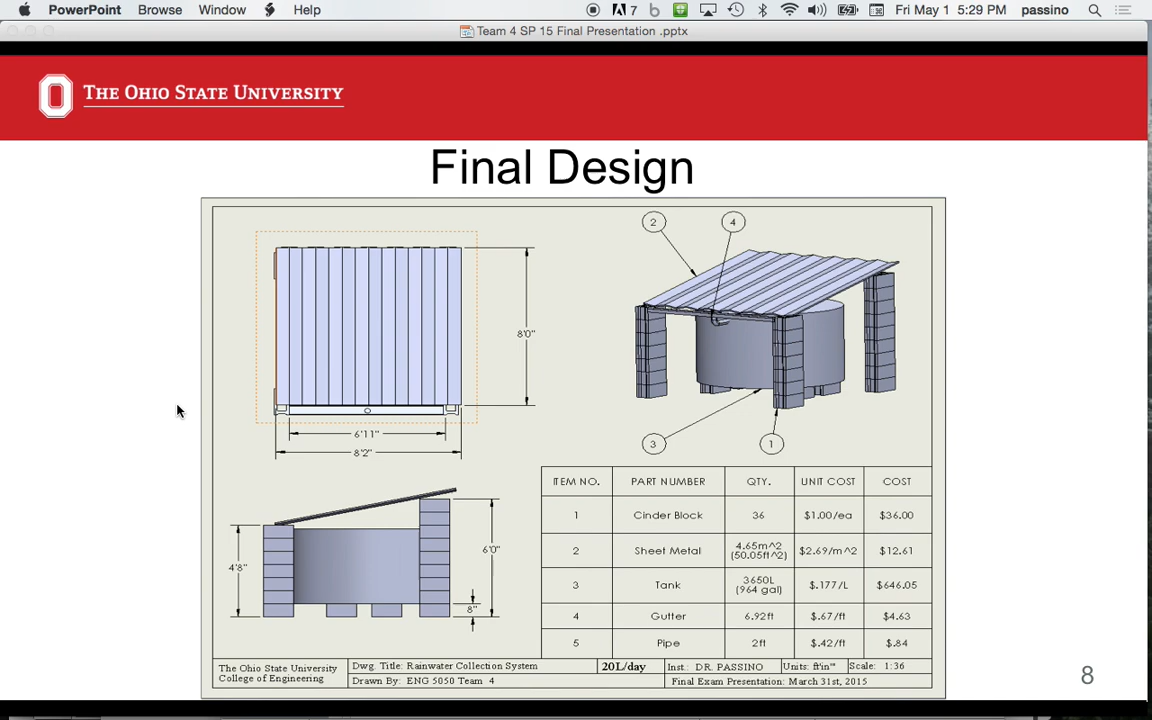 PowerPoint Browse Window Help 7 Fri May 1 5:29 PM passino
Team 4 SP 15 Final Presentation .pptx
THE OHIO STATE UNIVERSITY
Final Design
8'0"
6'11"
8'2"
2 4
3 1
4'8"
6'0"
8"
ITEM NO. PART NUMBER QTY. UNIT COST COST
1 Cinder Block 36 $1.00/ea $36.00
2 Sheet Metal 4.65m^2 (50.05ft^2) $2.69/m^2 $12.61
3 Tank 3650L (964 gal) $.177/L $646.05
4 Gutter 6.92ft $.67/ft $4.63
5 Pipe 2ft $.42/ft $.84
The Ohio State University
College of Engineering
Dwg. Title: Rainwater Collection System 20L/day Inst.: DR. PASSINO Units: ft'in" Scale: 1:36
Drawn By: ENG 5050 Team 4 Final Exam Presentation: March 31st, 2015
8